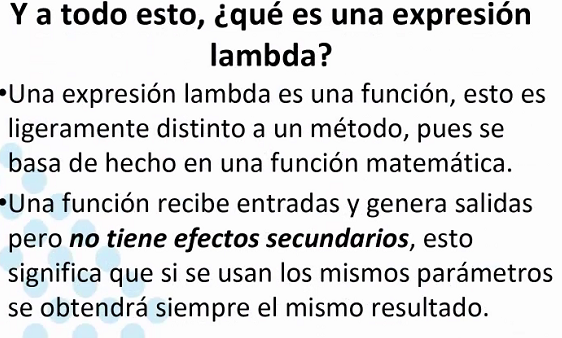 Y a todo esto, ¿qué es una expresión
lambda?
•Una expresión lambda es una función, esto es
ligeramente distinto a un método, pues se
basa de hecho en una función matemática.
•Una función recibe entradas y genera salidas
pero no tiene efectos secundarios, esto
significa que si se usan los mismos parámetros
se obtendrá siempre el mismo resultado.